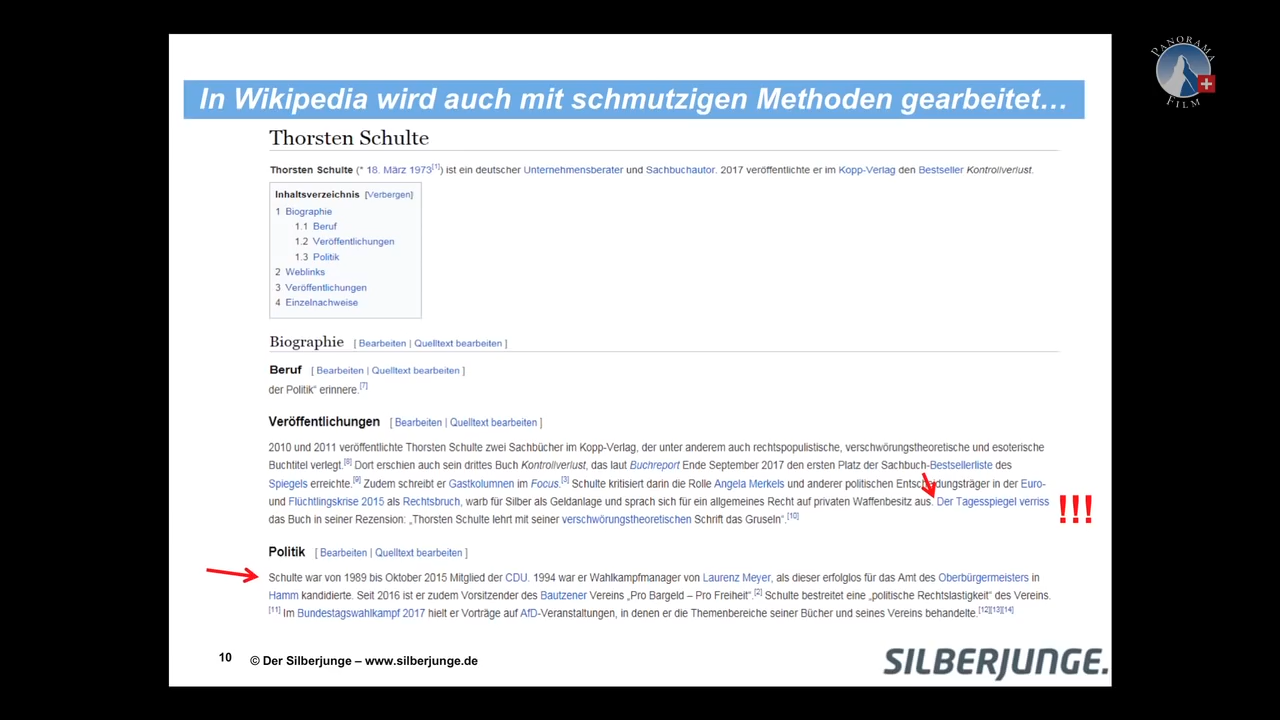 PANORAMA
FILM
In Wikipedia wird auch mit schmutzigen Methoden gearbeitet...
Thorsten Schulte
Thorsten Schulte (* 18. März 1973[1]) ist ein deutscher Unternehmensberater und Sachbuchautor. 2017 veröffentlichte er im Kopp-Verlag den Bestseller Kontrollverlust.
Inhaltsverzeichnis [Verbergen]
1 Biographie
1.1 Beruf
1.2 Veröffentlichungen
1.3 Politik
2 Weblinks
3 Veröffentlichungen
4 Einzelnachweise
Biographie [ Bearbeiten | Quelltext bearbeiten ]
Beruf [ Bearbeiten | Quelltext bearbeiten ]
der Politik“ erinnere.[7]
Veröffentlichungen [ Bearbeiten | Quelltext bearbeiten ]
2010 und 2011 veröffentlichte Thorsten Schulte zwei Sachbücher im Kopp-Verlag, der unter anderem auch rechtspopulistische, verschwörungstheoretische und esoterische
Buchtitel verlegt.[8] Dort erschien auch sein drittes Buch Kontrollverlust, das laut Buchreport Ende September 2017 den ersten Platz der Sachbuch-Bestsellerliste des
Spiegels erreichte.[9] Zudem schreibt er Gastkolumnen im Focus.[3] Schulte kritisiert darin die Rolle Angela Merkels und anderer politischen Entscheidungsträger in der Euro-
und Flüchtlingskrise 2015 als Rechtsbruch, warb für Silber als Geldanlage und sprach sich für ein allgemeines Recht auf privaten Waffenbesitz aus. Der Tagesspiegel verriss !!!
das Buch in seiner Rezension: „Thorsten Schulte lehrt mit seiner verschwörungstheoretischen Schrift das Gruseln“.[10]
Politik [ Bearbeiten | Quelltext bearbeiten ]
Schulte war von 1989 bis Oktober 2015 Mitglied der CDU. 1994 war er Wahlkampfmanager von Laurenz Meyer, als dieser erfolglos für das Amt des Oberbürgermeisters in
Hamm kandidierte. Seit 2016 ist er zudem Vorsitzender des Bautzener Vereins „Pro Bargeld – Pro Freiheit“.[2] Schulte bestreitet eine „politische Rechtslastigkeit“ des Vereins.
[11] Im Bundestagswahlkampf 2017 hielt er Vorträge auf AfD-Veranstaltungen, in denen er die Themenbereiche seiner Bücher und seines Vereins behandelte.[12][13][14]
10 © Der Silberjunge – www.silberjunge.de
SILBERJUNGE.